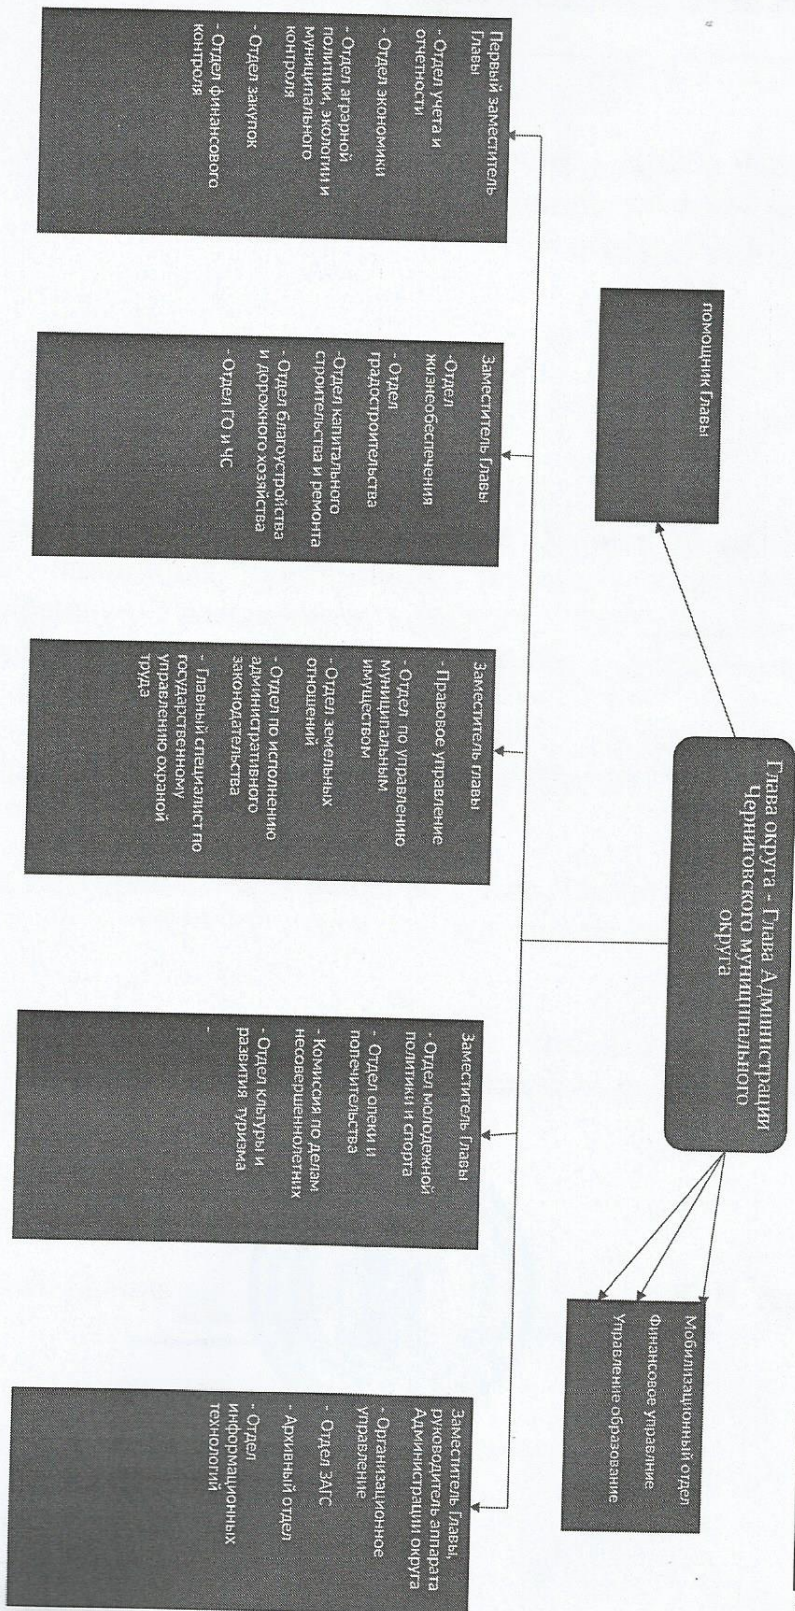 Глава округа - Глава Администрации
Черниговского муниципального
округа
помощник Главы
Мобилизационный отдел
Финансовое управлние
Управление образование
Первый заместитель
Главы
- Отдел учета и
отчетности
- Отдел экономики
- Отдел аграрной
политики, экологии и
муниципального
контроля
- Отдел закупок
- Отдел финансового
контроля
Заместитель Главы
-Отдел
жизнеобеспечения
- Отдел
градостроительства
-Отдел капитального
строительства и ремонта
- Отдел благоустройства
и дорожного хозяйства
- Отдел ГО и ЧС
Заместитель главы
- Правовое управление
- Отдел по управлению
муниципальным
имуществом
- Отдел земельных
отношений
- Отдел по исполнению
административного
законодательства
- Главный специалист по
государственному
управлению охраной
труда
Заместитель Главы
- Отдел молодежной
политики и спорта
- Отдел опеки и
попечительства
- Комиссия по делам
несовершеннолетних
- Отдел клтуры и
развития туризма
-
Заместитель Главы,
руководитель аппарата
Администрации округа
- Организационное
управление
- Отдел ЗАГС
- Архивный отдел
- Отдел
информационных
технологий